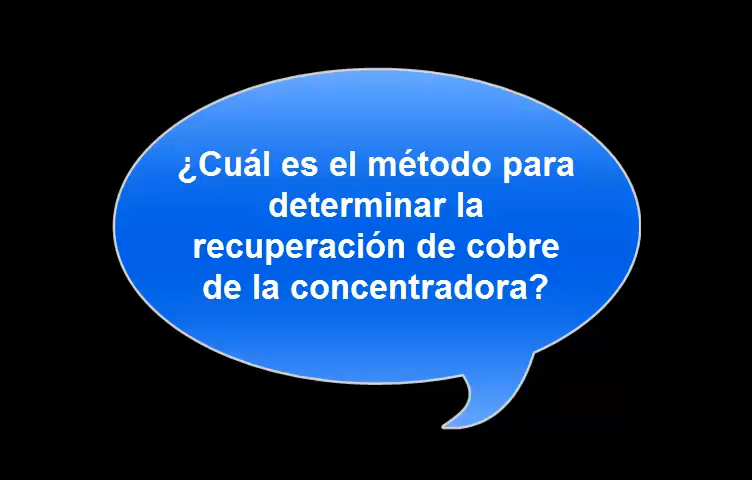 ¿Cuál es el método para
determinar la
recuperación de cobre
de la concentradora?